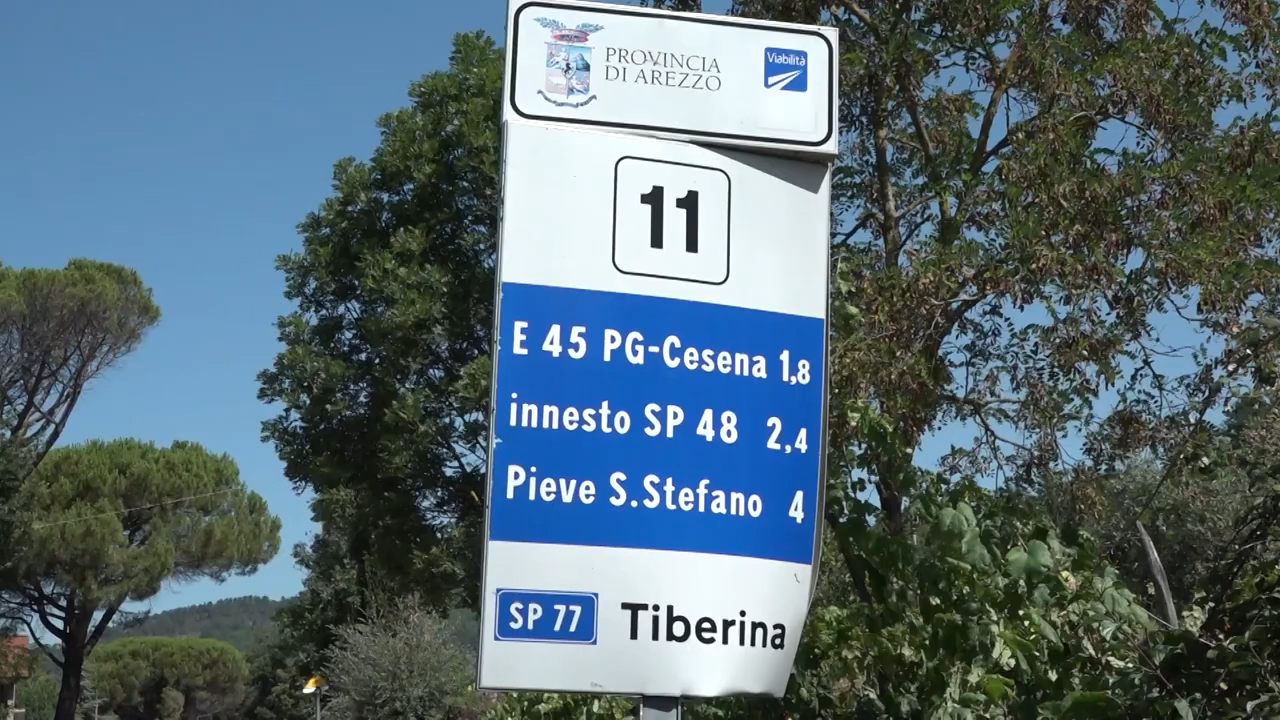 PROVINCIA
DI AREZZO
Viabilità
11
E 45 PG-Cesena 1,8
innesto SP 48 2,4
Pieve S.Stefano 4
SP 77 Tiberina